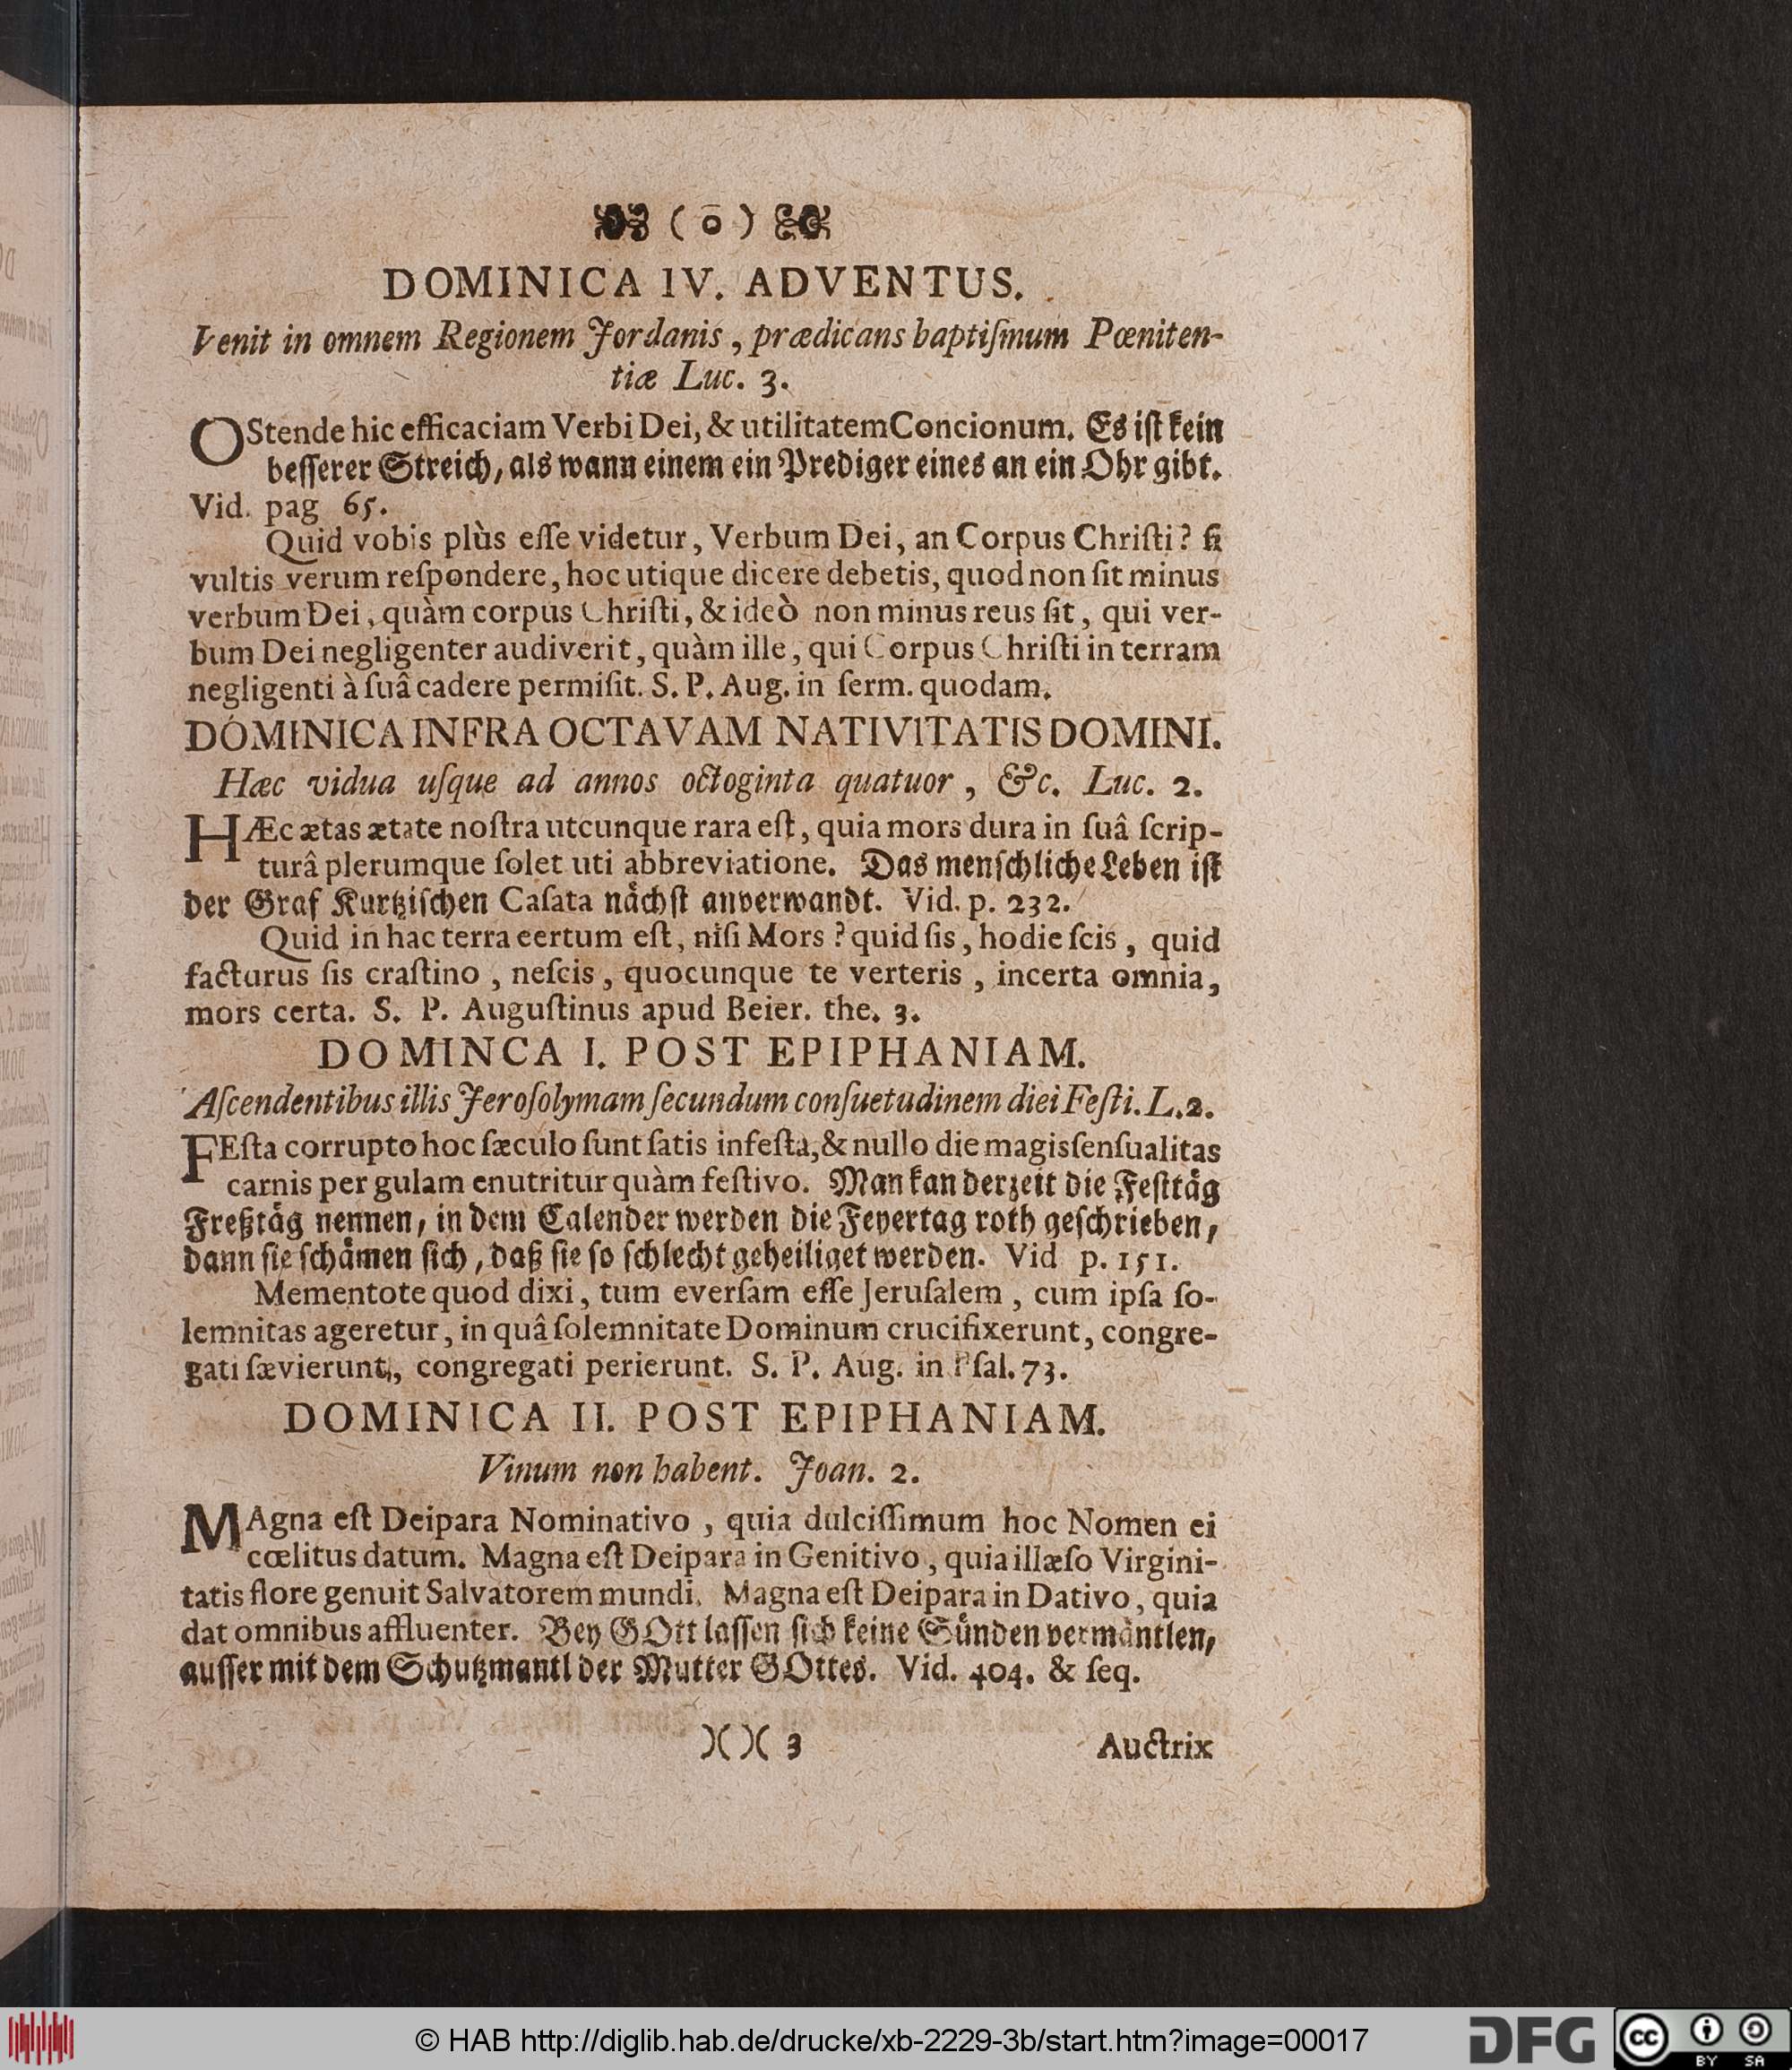 ( o )
DOMINICA IV. ADVENTUS.
Venit in omnem Regionem Jordanis, prædicans baptiſmum Pœniten-
tiæ Luc. 3.
OStende hic efficaciam Verbi Dei, & utilitatem Concionum. Es iſt kein
beſſerer Streich, als wann einem ein Prediger eines an ein Ohr gibt.
Vid. pag 65.
Quid vobis plùs eſſe videtur, Verbum Dei, an Corpus Chriſti? ſi
vultis verum reſpondere, hoc utique dicere debetis, quod non ſit minus
verbum Dei, quàm corpus Chriſti, & ideò non minus reus ſit, qui ver-
bum Dei negligenter audiverit, quàm ille, qui Corpus Chriſti in terram
negligenti à ſuâ cadere permiſit. S. P. Aug. in ſerm. quodam.
DOMINICA INFRA OCTAVAM NATIVITATIS DOMINI.
Hæc vidua uſque ad annos octoginta quatuor, &c. Luc. 2.
HÆc ætas ætate noſtra utcunque rara eſt, quia mors dura in ſuâ ſcrip-
turâ plerumque ſolet uti abbreviatione. Das menſchliche Leben iſt
der Graf Kurtziſchen Caſata nächſt anverwandt. Vid. p. 232.
Quid in hac terra eertum eſt, niſi Mors? quid ſis, hodie ſcis, quid
facturus ſis craſtino, neſcis, quocunque te verteris, incerta omnia,
mors certa. S. P. Auguſtinus apud Beier. the. 3.
DOMINCA I. POST EPIPHANIAM.
Aſcendentibus illis Jeroſolymam ſecundum conſuetudinem diei Feſti. L. 2.
FEſta corrupto hoc ſæculo ſunt ſatis infeſta, & nullo die magis ſenſualitas
carnis per gulam enutritur quàm feſtivo. Man kan derzeit die Feſttäg
Freßtäg nennen, in dem Calender werden die Feyertag roth geſchrieben,
dann ſie ſchämen ſich, daß ſie ſo ſchlecht geheiliget werden. Vid p. 151.
Mementote quod dixi, tum everſam eſſe Jeruſalem, cum ipſa ſo-
lemnitas ageretur, in quâ ſolemnitate Dominum crucifixerunt, congre-
gati ſævierunt, congregati perierunt. S. P. Aug. in Pſal. 73.
DOMINICA II. POST EPIPHANIAM.
Vinum non habent. Joan. 2.
MAgna eſt Deipara Nominativo, quia dulciſſimum hoc Nomen ei
cœlitus datum. Magna eſt Deipara in Genitivo, quia illæſo Virgini-
tatis flore genuit Salvatorem mundi. Magna eſt Deipara in Dativo, quia
dat omnibus affluenter. Bey GOtt laſſen ſich keine Sünden vermäntlen,
auſſer mit dem Schutzmantl der Mutter GOttes. Vid. 404. & ſeq.
)( )( 3 Auctrix
© HAB http://diglib.hab.de/drucke/xb-2229-3b/start.htm?image=00017
DFG
cc BY SA